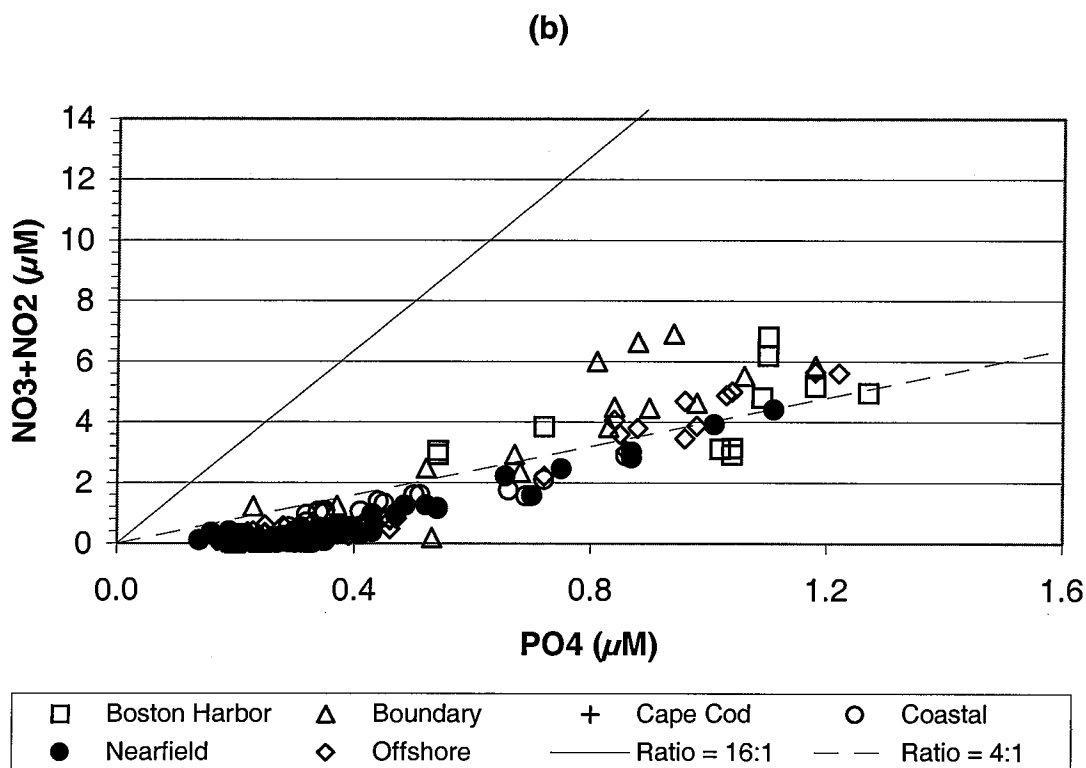 (b)
14
12
10
8
6
4
2
0
NO3+NO2 (µM)
0.0 0.4 0.8 1.2 1.6
PO4 (µM)
Boston Harbor Boundary Cape Cod Coastal
Nearfield Offshore Ratio = 16:1 Ratio = 4:1